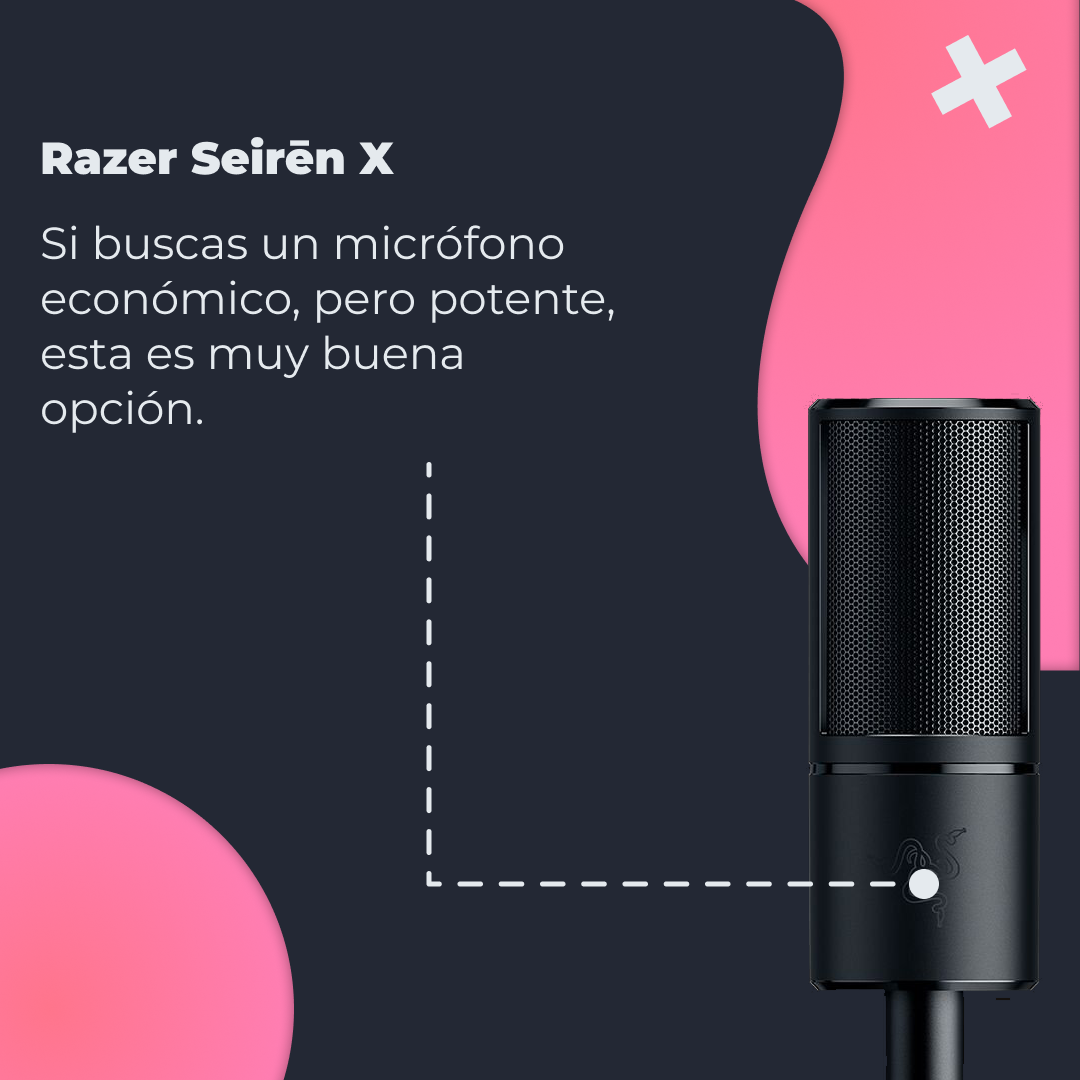 Razer Seirēn X
Si buscas un micrófono
económico, pero potente,
esta es muy buena
opción.